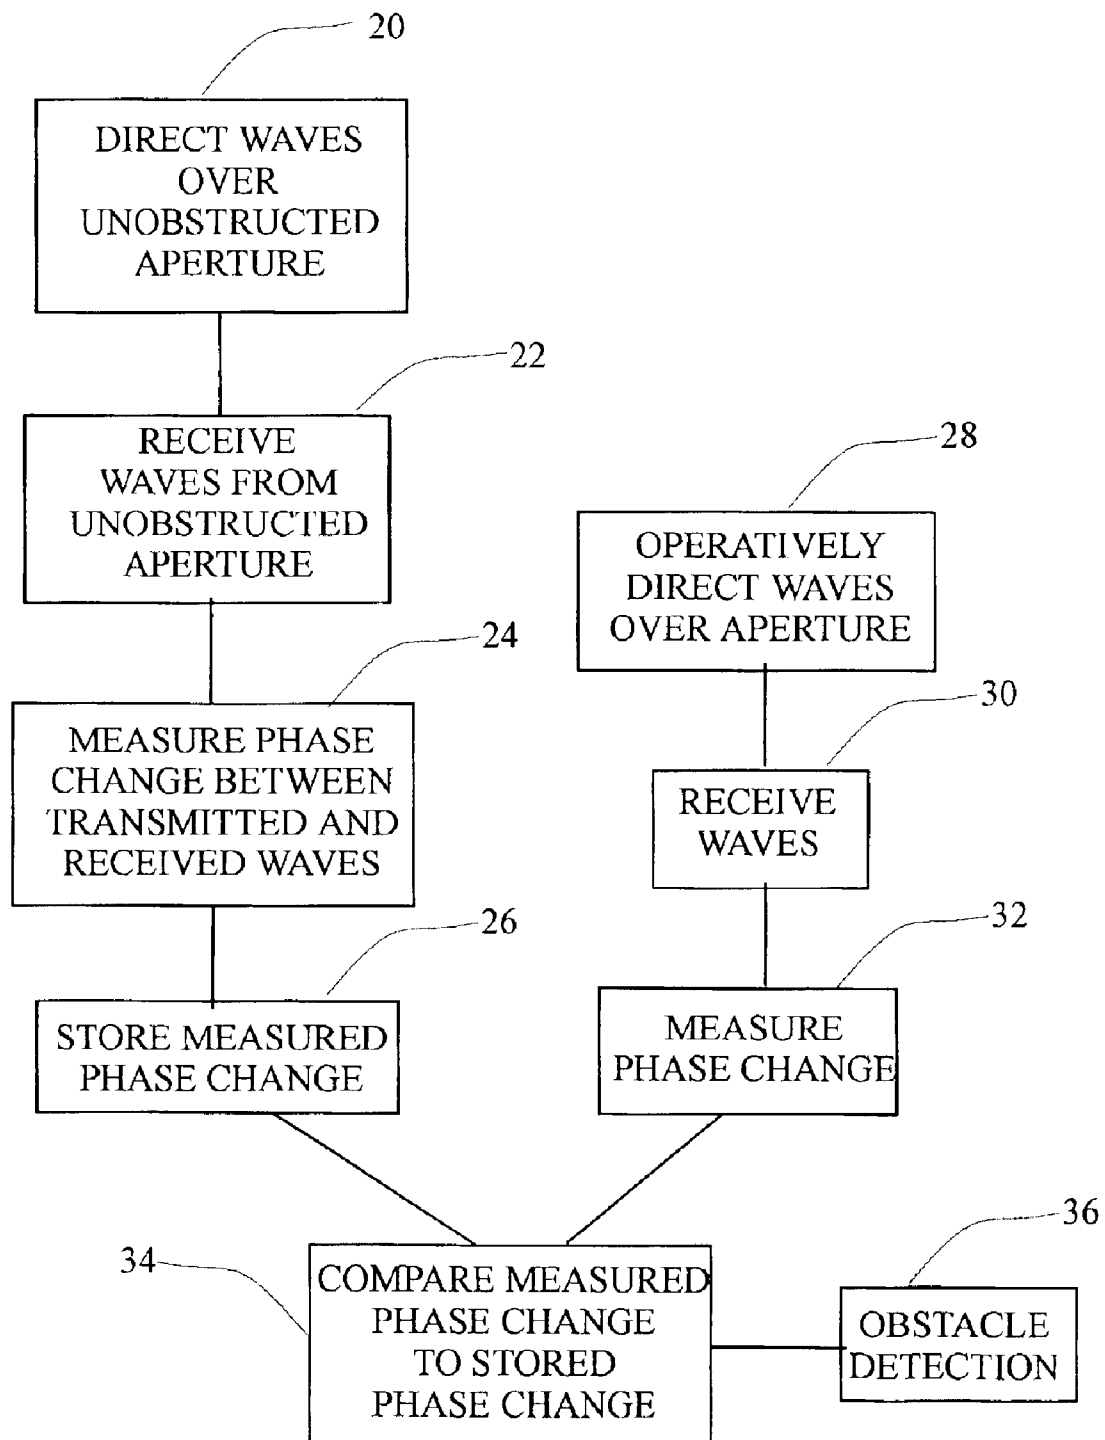 20
DIRECT WAVES
OVER
UNOBSTRUCTED
APERTURE
22
RECEIVE
WAVES FROM
UNOBSTRUCTED
APERTURE
24
MEASURE PHASE
CHANGE BETWEEN
TRANSMITTED AND
RECEIVED WAVES
26
STORE MEASURED
PHASE CHANGE
28
OPERATIVELY
DIRECT WAVES
OVER APERTURE
30
RECEIVE
WAVES
32
MEASURE
PHASE CHANGE
34
COMPARE MEASURED
PHASE CHANGE
TO STORED
PHASE CHANGE
36
OBSTACLE
DETECTION